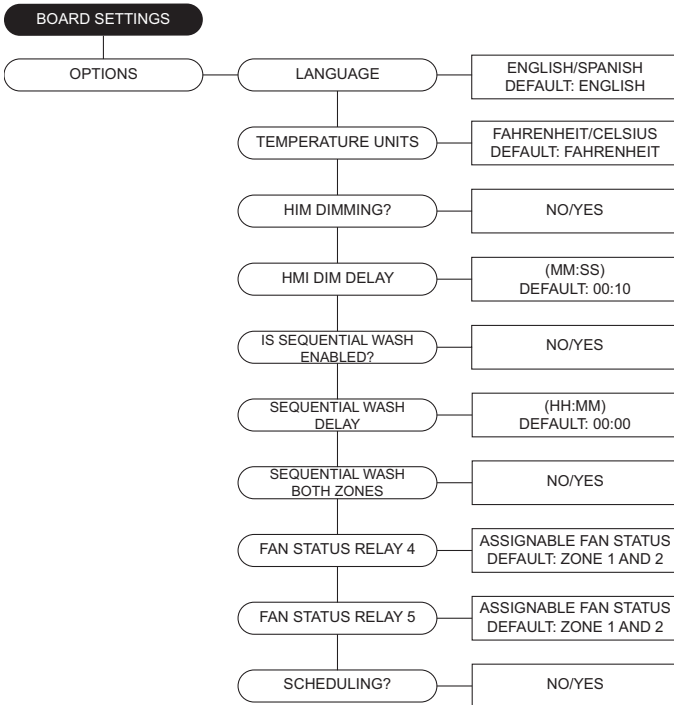 BOARD SETTINGS
OPTIONS
LANGUAGE
ENGLISH/SPANISH
DEFAULT: ENGLISH
TEMPERATURE UNITS
FAHRENHEIT/CELSIUS
DEFAULT: FAHRENHEIT
HIM DIMMING?
NO/YES
HMI DIM DELAY
(MM:SS)
DEFAULT: 00:10
IS SEQUENTIAL WASH
ENABLED?
NO/YES
SEQUENTIAL WASH
DELAY
(HH:MM)
DEFAULT: 00:00
SEQUENTIAL WASH
BOTH ZONES
NO/YES
FAN STATUS RELAY 4
ASSIGNABLE FAN STATUS
DEFAULT: ZONE 1 AND 2
FAN STATUS RELAY 5
ASSIGNABLE FAN STATUS
DEFAULT: ZONE 1 AND 2
SCHEDULING?
NO/YES